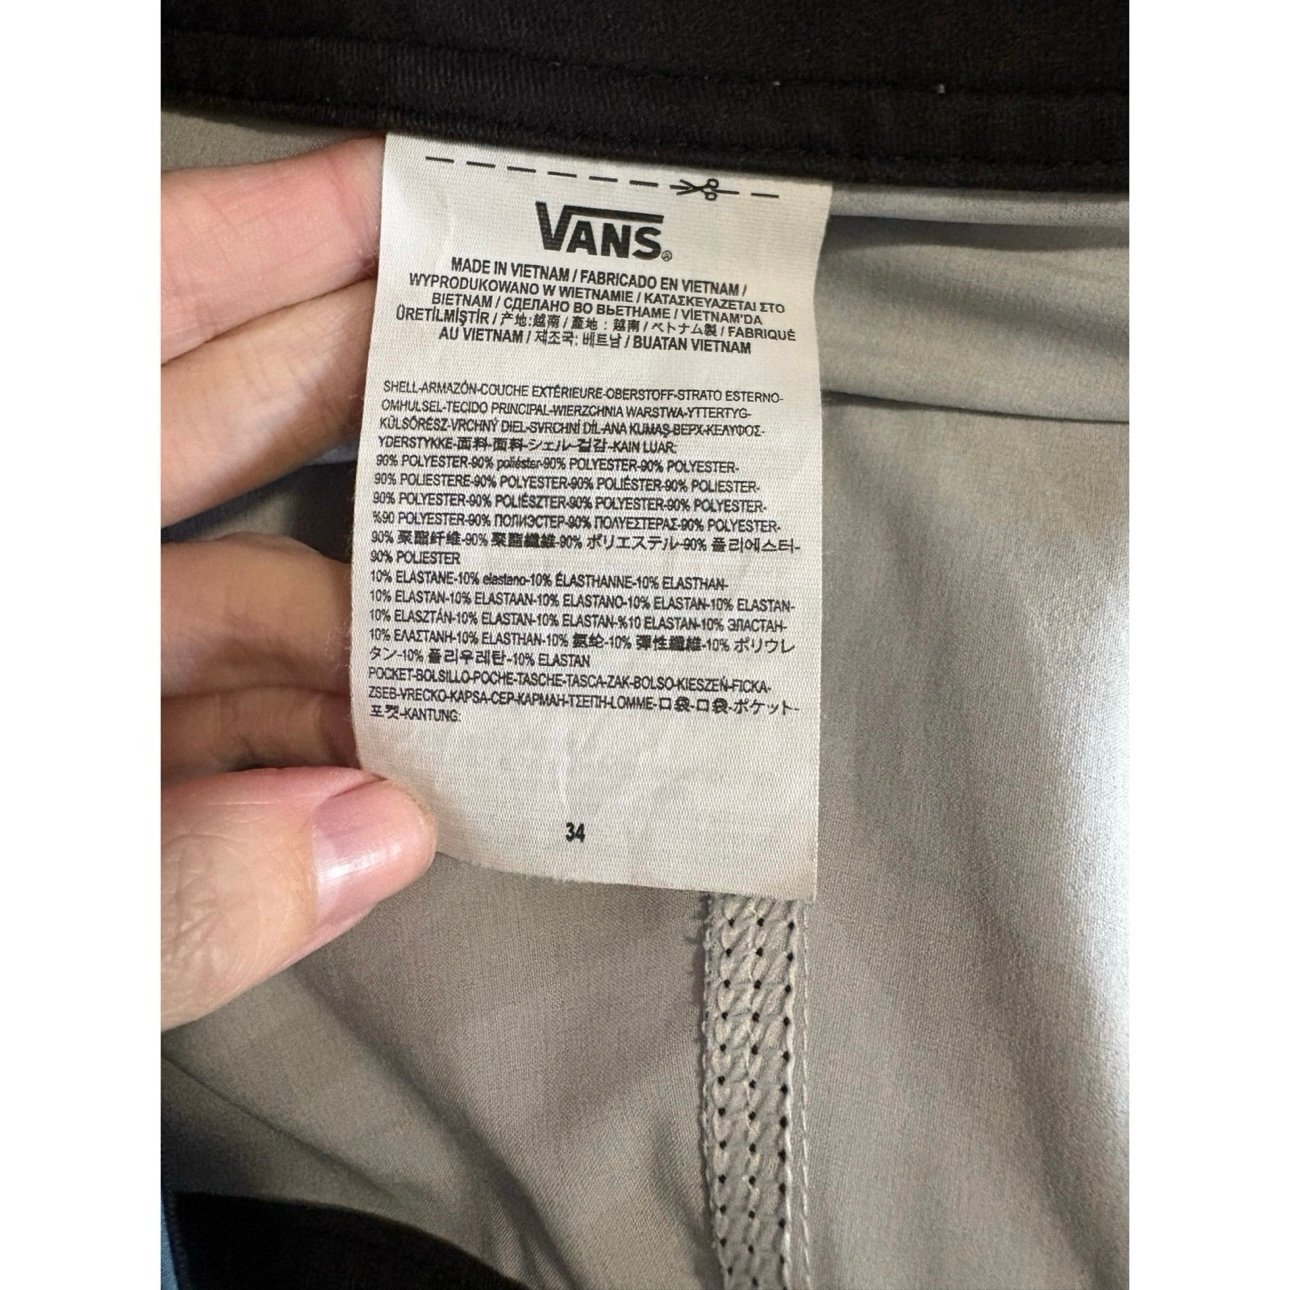 VANS®
MADE IN VIETNAM / FABRICADO EN VIETNAM /
WYPRODUKOWANO W WIETNAMIE / ΚΑΤΑΣΚΕΥΑΖΕΤΑΙ ΣΤΟ
ΒΙΕΤΝΑΜ / СДЕЛАНО ВО ВЬЕТНАМЕ / VİETNAM'DA
ÜRETİLMİŞTİR / 产地:越南 / 產地:越南 / ベトナム製 / FABRIQUÉ
AU VIETNAM / 제조국: 베트남 / BUATAN VIETNAM
SHELL-ARMAZÓN-COUCHE EXTÉRIEURE-OBERSTOFF-STRATO ESTERNO-
OMHULSEL-TECIDO PRINCIPAL-WIERZCHNIA WARSTWA-YTTERTYG-
KÜLSŐRÉSZ-VRCHNÝ DIEL-SVRCHNÍ DÍL-ANA KUMAŞ-ВЕРХ-ΚΕΛΥΦΟΣ-
YDERSTYKKE-面料-面料-シェル-겉감-KAIN LUAR:
90% POLYESTER-90% poliéster-90% POLYESTER-90% POLYESTER-
90% POLIESTERE-90% POLYESTER-90% POLIÉSTER-90% POLIESTER-
90% POLYESTER-90% POLIÉSZTER-90% POLYESTER-90% POLYESTER-
%90 POLYESTER-90% ПОЛИЭСТЕР-90% ΠΟΛΥΕΣΤΕΡΑΣ-90% POLYESTER-
90% 聚酯纤维-90% 聚酯纖維-90% ポリエステル-90% 폴리에스터-
90% POLIESTER
10% ELASTANE-10% elastano-10% ÉLASTHANNE-10% ELASTHAN-
10% ELASTAN-10% ELASTAAN-10% ELASTANO-10% ELASTAN-10% ELASTAN-
10% ELASZTÁN-10% ELASTAN-10% ELASTAN-%10 ELASTAN-10% ЭЛАСТАН-
10% ΕΛΑΣΤΑΝΗ-10% ELASTHAN-10% 氨纶-10% 彈性纖維-10% ポリウレ
タン-10% 폴리우레탄-10% ELASTAN
POCKET-BOLSILLO-POCHE-TASCHE-TASCA-ZAK-BOLSO-KIESZEŃ-FICKA-
ZSEB-VRECKO-KAPSA-CEP-КАРМАН-ΤΣΕΠΗ-LOMME-口袋-口袋-ポケット-
포켓-KANTUNG:
34